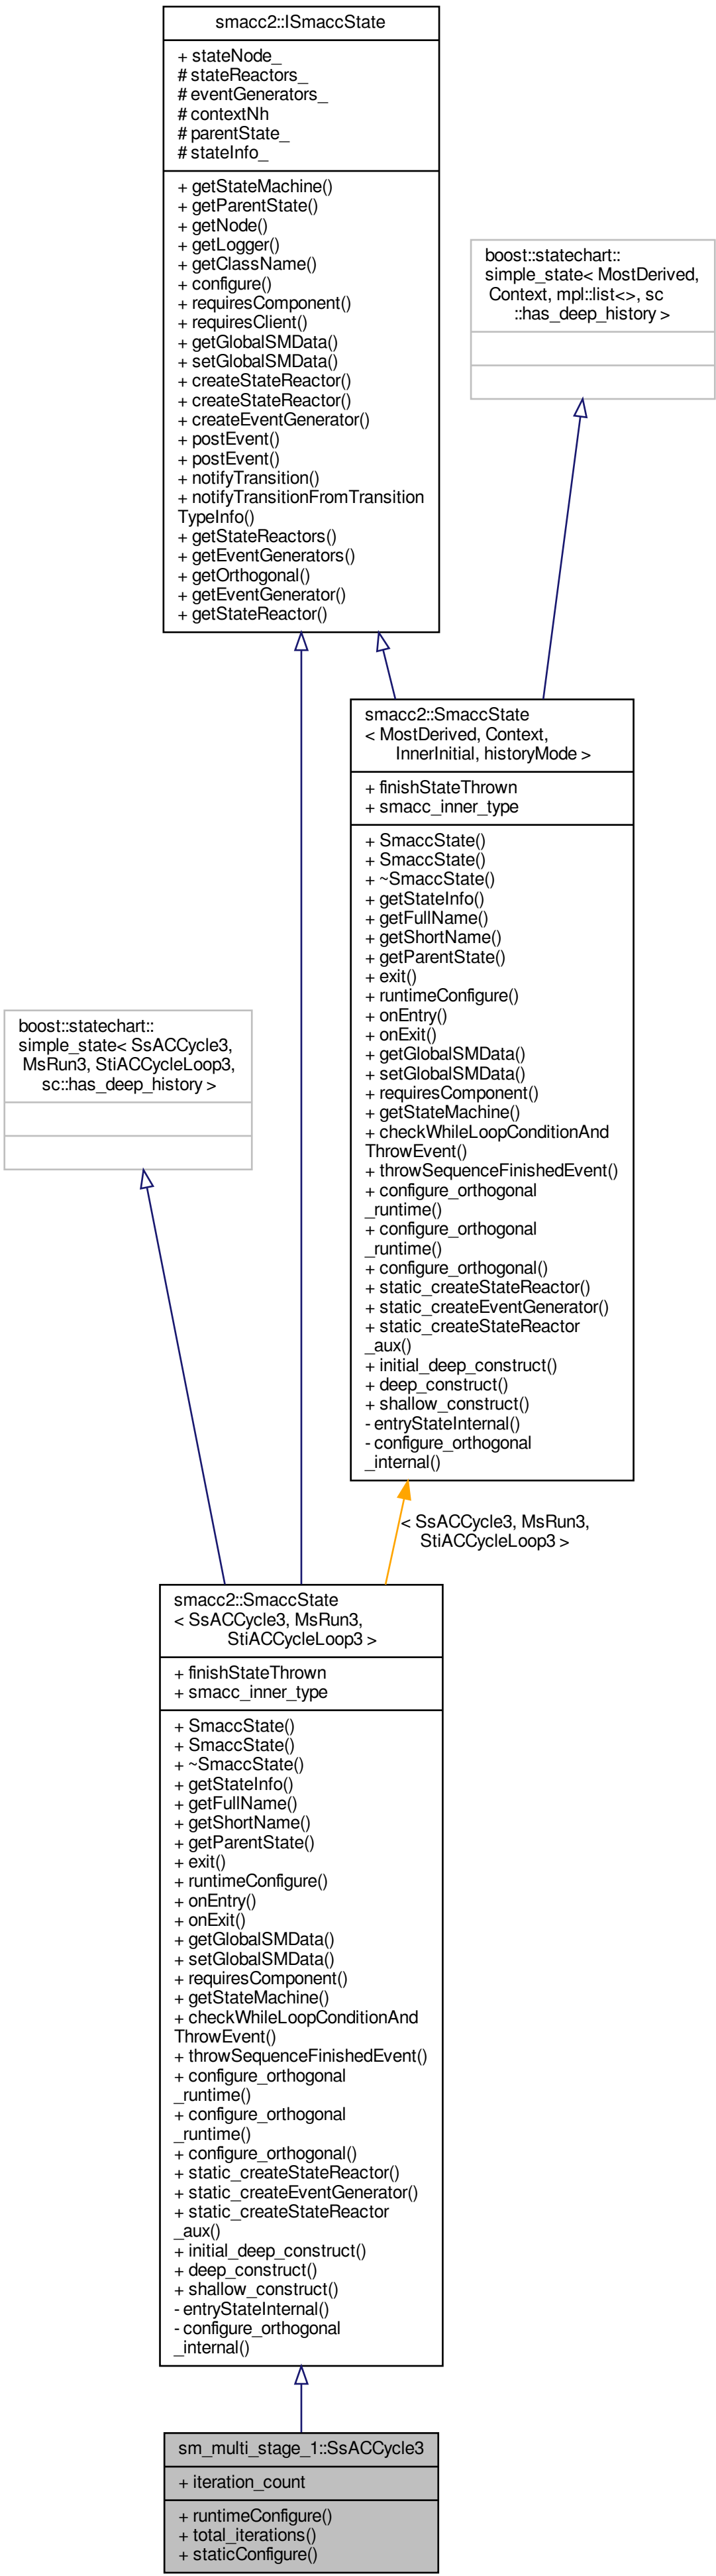 smacc2::ISmaccState
+ stateNode_
# stateReactors_
# eventGenerators_
# contextNh
# parentState_
# stateInfo_
+ getStateMachine()
+ getParentState()
+ getNode()
+ getLogger()
+ getClassName()
+ configure()
+ requiresComponent()
+ requiresClient()
+ getGlobalSMData()
+ setGlobalSMData()
+ createStateReactor()
+ createStateReactor()
+ createEventGenerator()
+ postEvent()
+ postEvent()
+ notifyTransition()
+ notifyTransitionFromTransition
TypeInfo()
+ getStateReactors()
+ getEventGenerators()
+ getOrthogonal()
+ getEventGenerator()
+ getStateReactor()
boost::statechart::
simple_state< MostDerived,
Context, mpl::list<>, sc
::has_deep_history >
smacc2::SmaccState
< MostDerived, Context,
InnerInitial, historyMode >
+ finishStateThrown
+ smacc_inner_type
+ SmaccState()
+ SmaccState()
+ ~SmaccState()
+ getStateInfo()
+ getFullName()
+ getShortName()
+ getParentState()
+ exit()
+ runtimeConfigure()
+ onEntry()
+ onExit()
+ getGlobalSMData()
+ setGlobalSMData()
+ requiresComponent()
+ getStateMachine()
+ checkWhileLoopConditionAnd
ThrowEvent()
+ throwSequenceFinishedEvent()
+ configure_orthogonal
_runtime()
+ configure_orthogonal
_runtime()
+ configure_orthogonal()
+ static_createStateReactor()
+ static_createEventGenerator()
+ static_createStateReactor
_aux()
+ initial_deep_construct()
+ deep_construct()
+ shallow_construct()
- entryStateInternal()
- configure_orthogonal
_internal()
boost::statechart::
simple_state< SsACCycle3,
MsRun3, StiACCycleLoop3,
sc::has_deep_history >
< SsACCycle3, MsRun3,
StiACCycleLoop3 >
smacc2::SmaccState
< SsACCycle3, MsRun3,
StiACCycleLoop3 >
+ finishStateThrown
+ smacc_inner_type
+ SmaccState()
+ SmaccState()
+ ~SmaccState()
+ getStateInfo()
+ getFullName()
+ getShortName()
+ getParentState()
+ exit()
+ runtimeConfigure()
+ onEntry()
+ onExit()
+ getGlobalSMData()
+ setGlobalSMData()
+ requiresComponent()
+ getStateMachine()
+ checkWhileLoopConditionAnd
ThrowEvent()
+ throwSequenceFinishedEvent()
+ configure_orthogonal
_runtime()
+ configure_orthogonal
_runtime()
+ configure_orthogonal()
+ static_createStateReactor()
+ static_createEventGenerator()
+ static_createStateReactor
_aux()
+ initial_deep_construct()
+ deep_construct()
+ shallow_construct()
- entryStateInternal()
- configure_orthogonal
_internal()
sm_multi_stage_1::SsACCycle3
+ iteration_count
+ runtimeConfigure()
+ total_iterations()
+ staticConfigure()